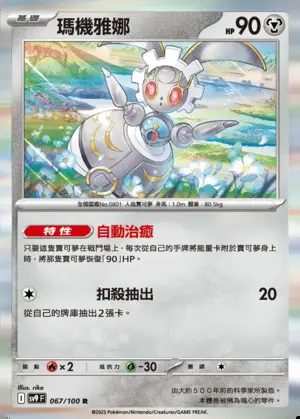 基礎 瑪機雅娜 HP 90
全國圖鑑No.0801 人造寶可夢 身高:1.0m 體重:80.5kg
特性 自動治癒
只要這隻寶可夢在戰鬥場上,每次從自己的手牌將能量卡附於寶可夢身上
時,將那隻寶可夢恢復「90」HP。
扣殺抽出 20
從自己的牌庫抽出2張卡。
弱點 ×2 抵抗力 -30 撤退
Illus. rika
I sv9 F 067/100 R
由大約500年前的科學家所製造。
本體是被稱為魂心的零件。
©2025 Pokémon/Nintendo/Creatures/GAME FREAK.